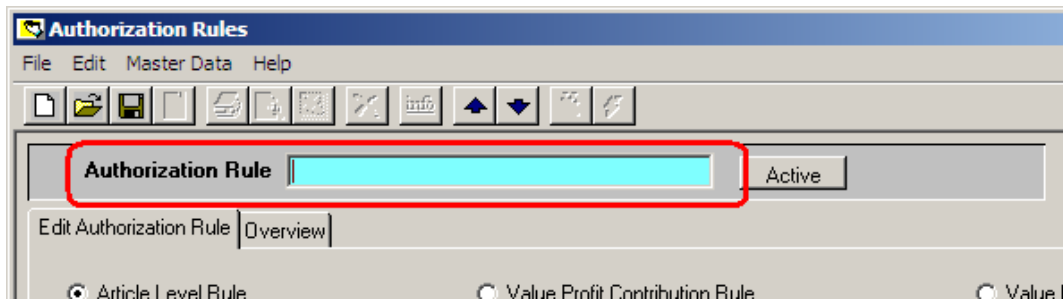 Authorization Rules
File Edit Master Data Help
info
Authorization Rule Active
Edit Authorization Rule Overview
Article Level Rule Value Profit Contribution Rule Value